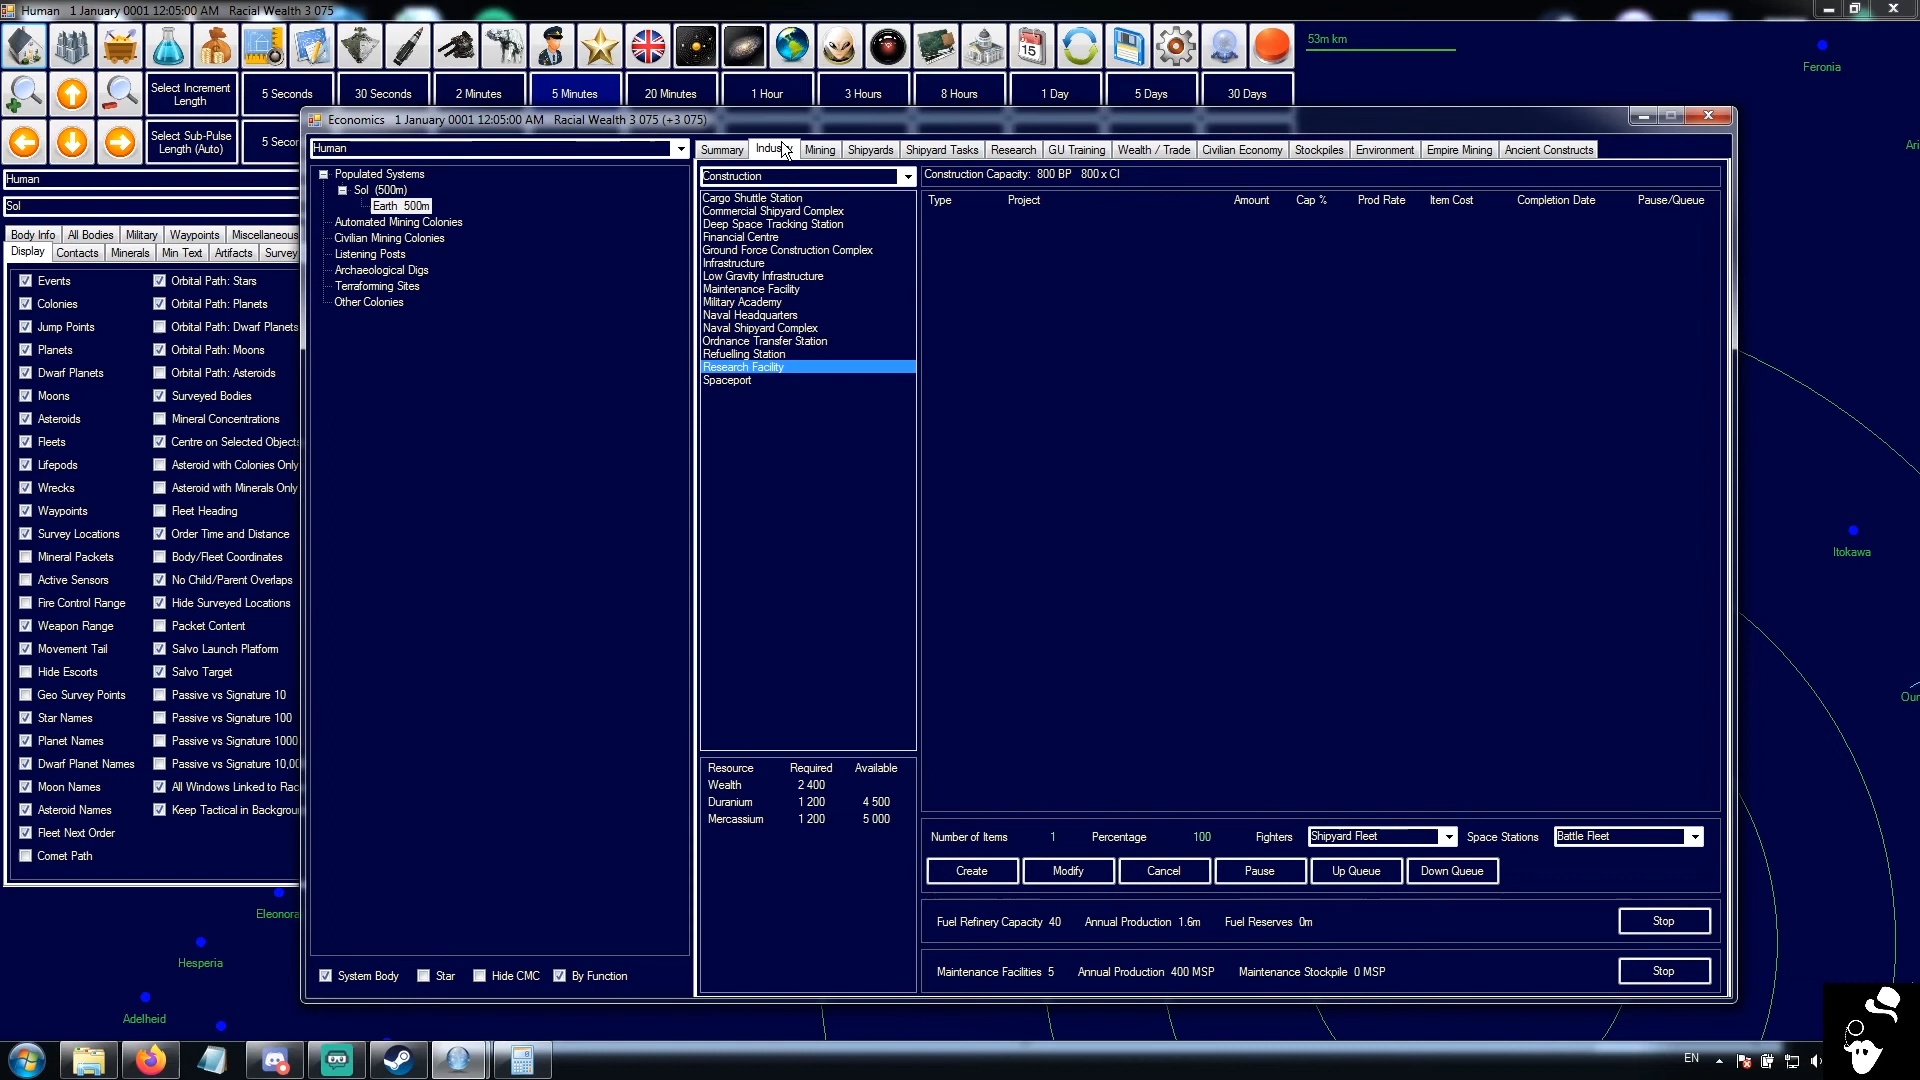 Human 1 January 0001 12:05:00 AM Racial Wealth 3 075
53m km
Feronia
Select Increment Length
5 Seconds
30 Seconds
2 Minutes
5 Minutes
20 Minutes
1 Hour
3 Hours
8 Hours
1 Day
5 Days
30 Days
Select Sub-Pulse Length (Auto)
Human
Sol
Body Info
All Bodies
Military
Waypoints
Miscellaneous
Display
Contacts
Minerals
Min Text
Artifacts
Survey
Events
Colonies
Jump Points
Planets
Dwarf Planets
Moons
Asteroids
Fleets
Lifepods
Wrecks
Waypoints
Survey Locations
Mineral Packets
Active Sensors
Fire Control Range
Weapon Range
Movement Tail
Hide Escorts
Geo Survey Points
Star Names
Planet Names
Dwarf Planet Names
Moon Names
Asteroid Names
Fleet Next Order
Comet Path
Orbital Path: Stars
Orbital Path: Planets
Orbital Path: Dwarf Planets
Orbital Path: Moons
Orbital Path: Asteroids
Surveyed Bodies
Mineral Concentrations
Centre on Selected Objects
Asteroid with Colonies Only
Asteroid with Minerals Only
Fleet Heading
Order Time and Distance
Body/Fleet Coordinates
No Child/Parent Overlaps
Hide Surveyed Locations
Packet Content
Salvo Launch Platform
Salvo Target
Passive vs Signature 10
Passive vs Signature 100
Passive vs Signature 1000
Passive vs Signature 10,00
All Windows Linked to Rac
Keep Tactical in Backgroun
Economics 1 January 0001 12:05:00 AM Racial Wealth 3 075 (+3 075)
Human
Populated Systems
Sol (500m)
Earth 500m
Automated Mining Colonies
Civilian Mining Colonies
Listening Posts
Archaeological Digs
Terraforming Sites
Other Colonies
System Body
Star
Hide CMC
By Function
Summary
Mining
Shipyards
Shipyard Tasks
Research
GU Training
Wealth / Trade
Civilian Economy
Stockpiles
Environment
Empire Mining
Ancient Constructs
Construction
Cargo Shuttle Station
Commercial Shipyard Complex
Deep Space Tracking Station
Financial Centre
Ground Force Construction Complex
Infrastructure
Low Gravity Infrastructure
Maintenance Facility
Military Academy
Naval Headquarters
Naval Shipyard Complex
Ordnance Transfer Station
Refuelling Station
Research Facility
Spaceport
Resource Required Available
Wealth 2 400
Duranium 1 200 4 500
Mercassium 1 200 5 000
Construction Capacity: 800 BP 800 x CI
Type Project Amount Cap % Prod Rate Item Cost Completion Date Pause/Queue
Number of Items 1 Percentage 100 Fighters Shipyard Fleet Space Stations Battle Fleet
Create
Modify
Cancel
Pause
Up Queue
Down Queue
Fuel Refinery Capacity 40 Annual Production 1.6m Fuel Reserves 0m
Stop
Maintenance Facilities 5 Annual Production 400 MSP Maintenance Stockpile 0 MSP
Stop
Itokawa
Eleonora
Hesperia
Adelheid
EN